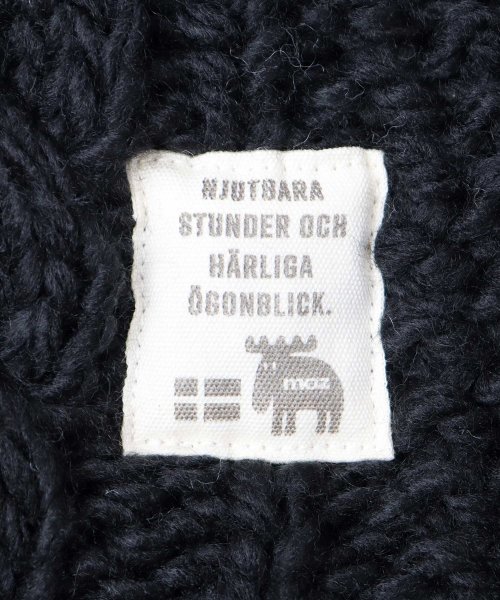 NJUTBARA
STUNDER OCH
HÄRLIGA
ÖGONBLICK.
moz